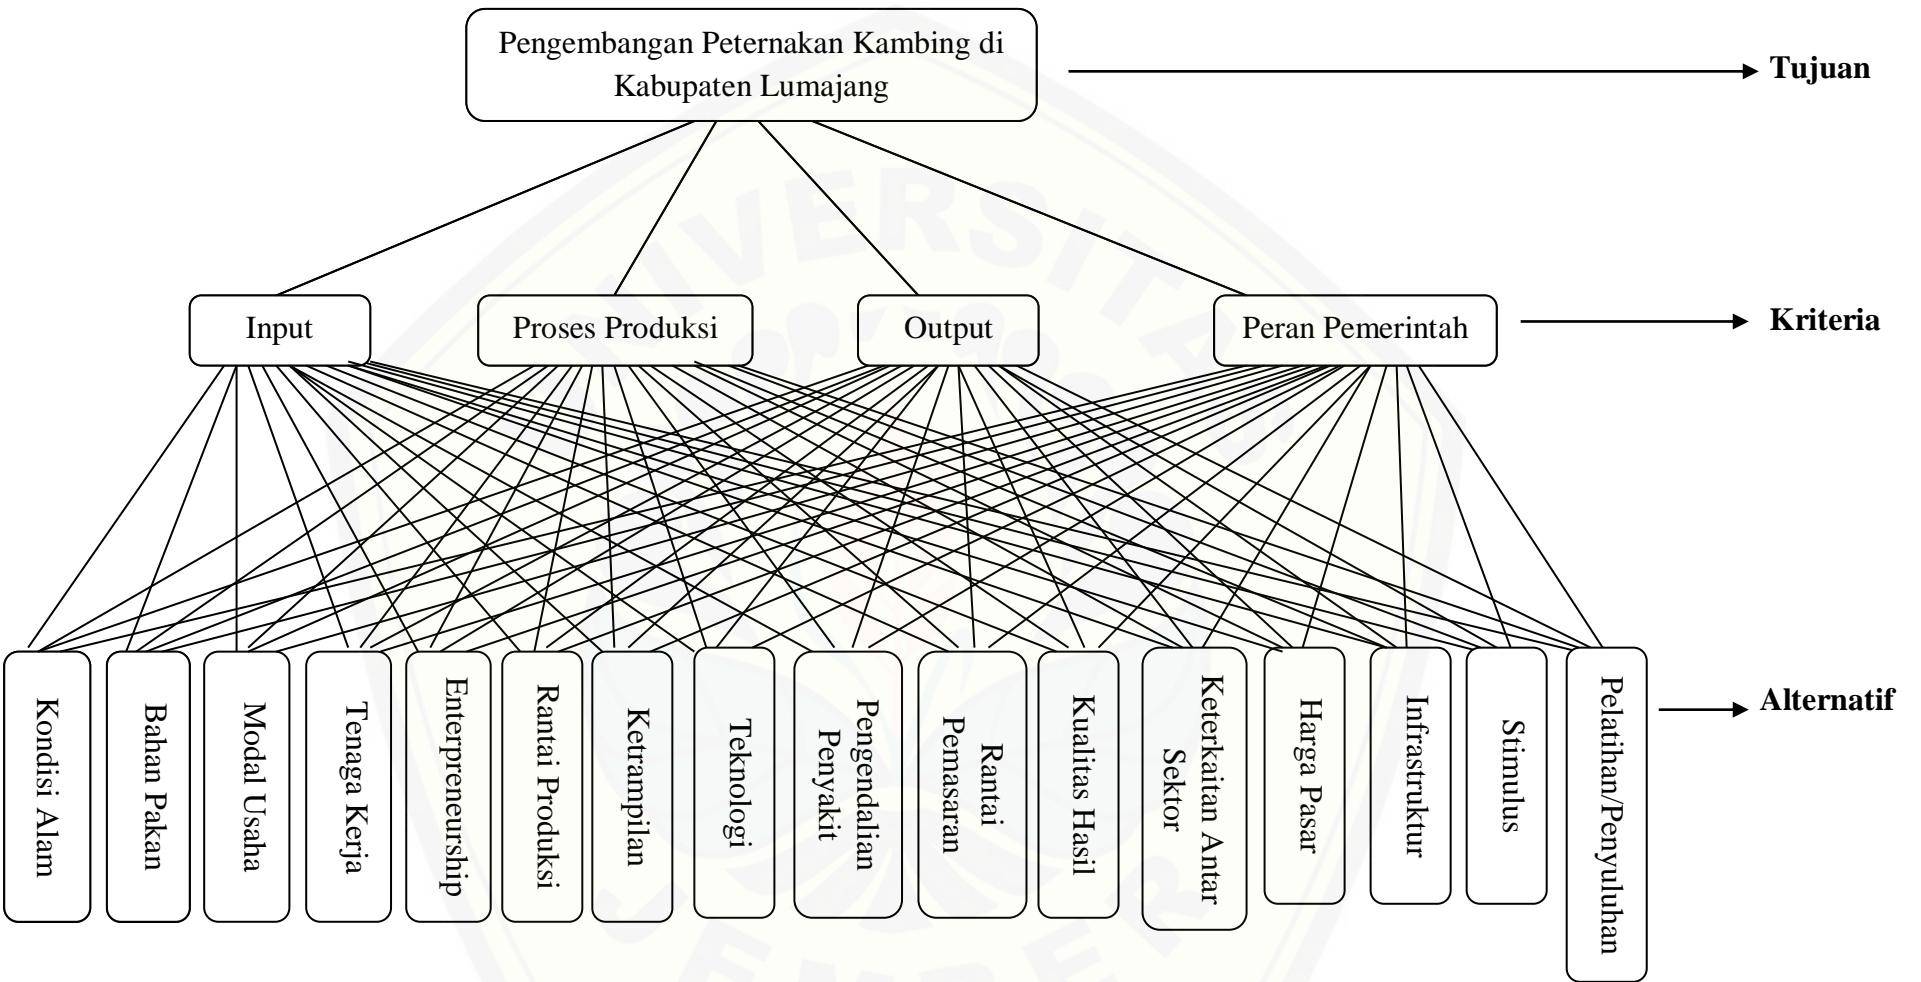 Pengembangan Peternakan Kambing di
Kabupaten Lumajang
Tujuan
Input
Proses Produksi
Output
Peran Pemerintah
Kriteria
Kondisi Alam
Bahan Pakan
Modal Usaha
Tenaga Kerja
Enterpreneurship
Rantai Produksi
Ketrampilan
Teknologi
Pengendalian
Penyakit
Rantai
Pemasaran
Kualitas Hasil
Keterkaitan Antar
Sektor
Harga Pasar
Infrastruktur
Stimulus
Pelatihan/Penyuluhan
Alternatif
UNIVERSITAS
JEMBER